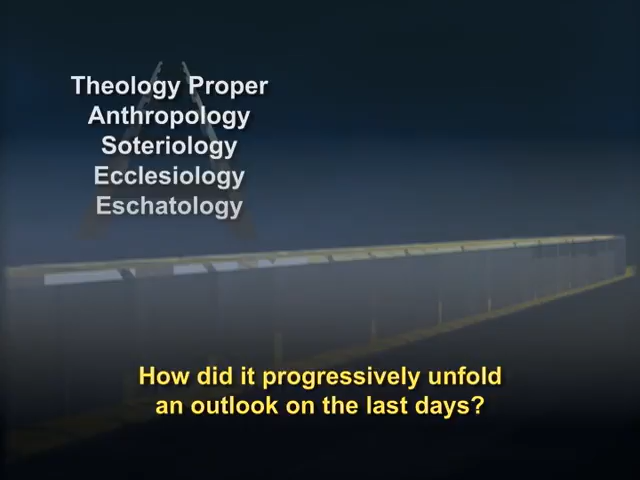 Theology Proper
Anthropology
Soteriology
Ecclesiology
Eschatology
How did it progressively unfold
an outlook on the last days?